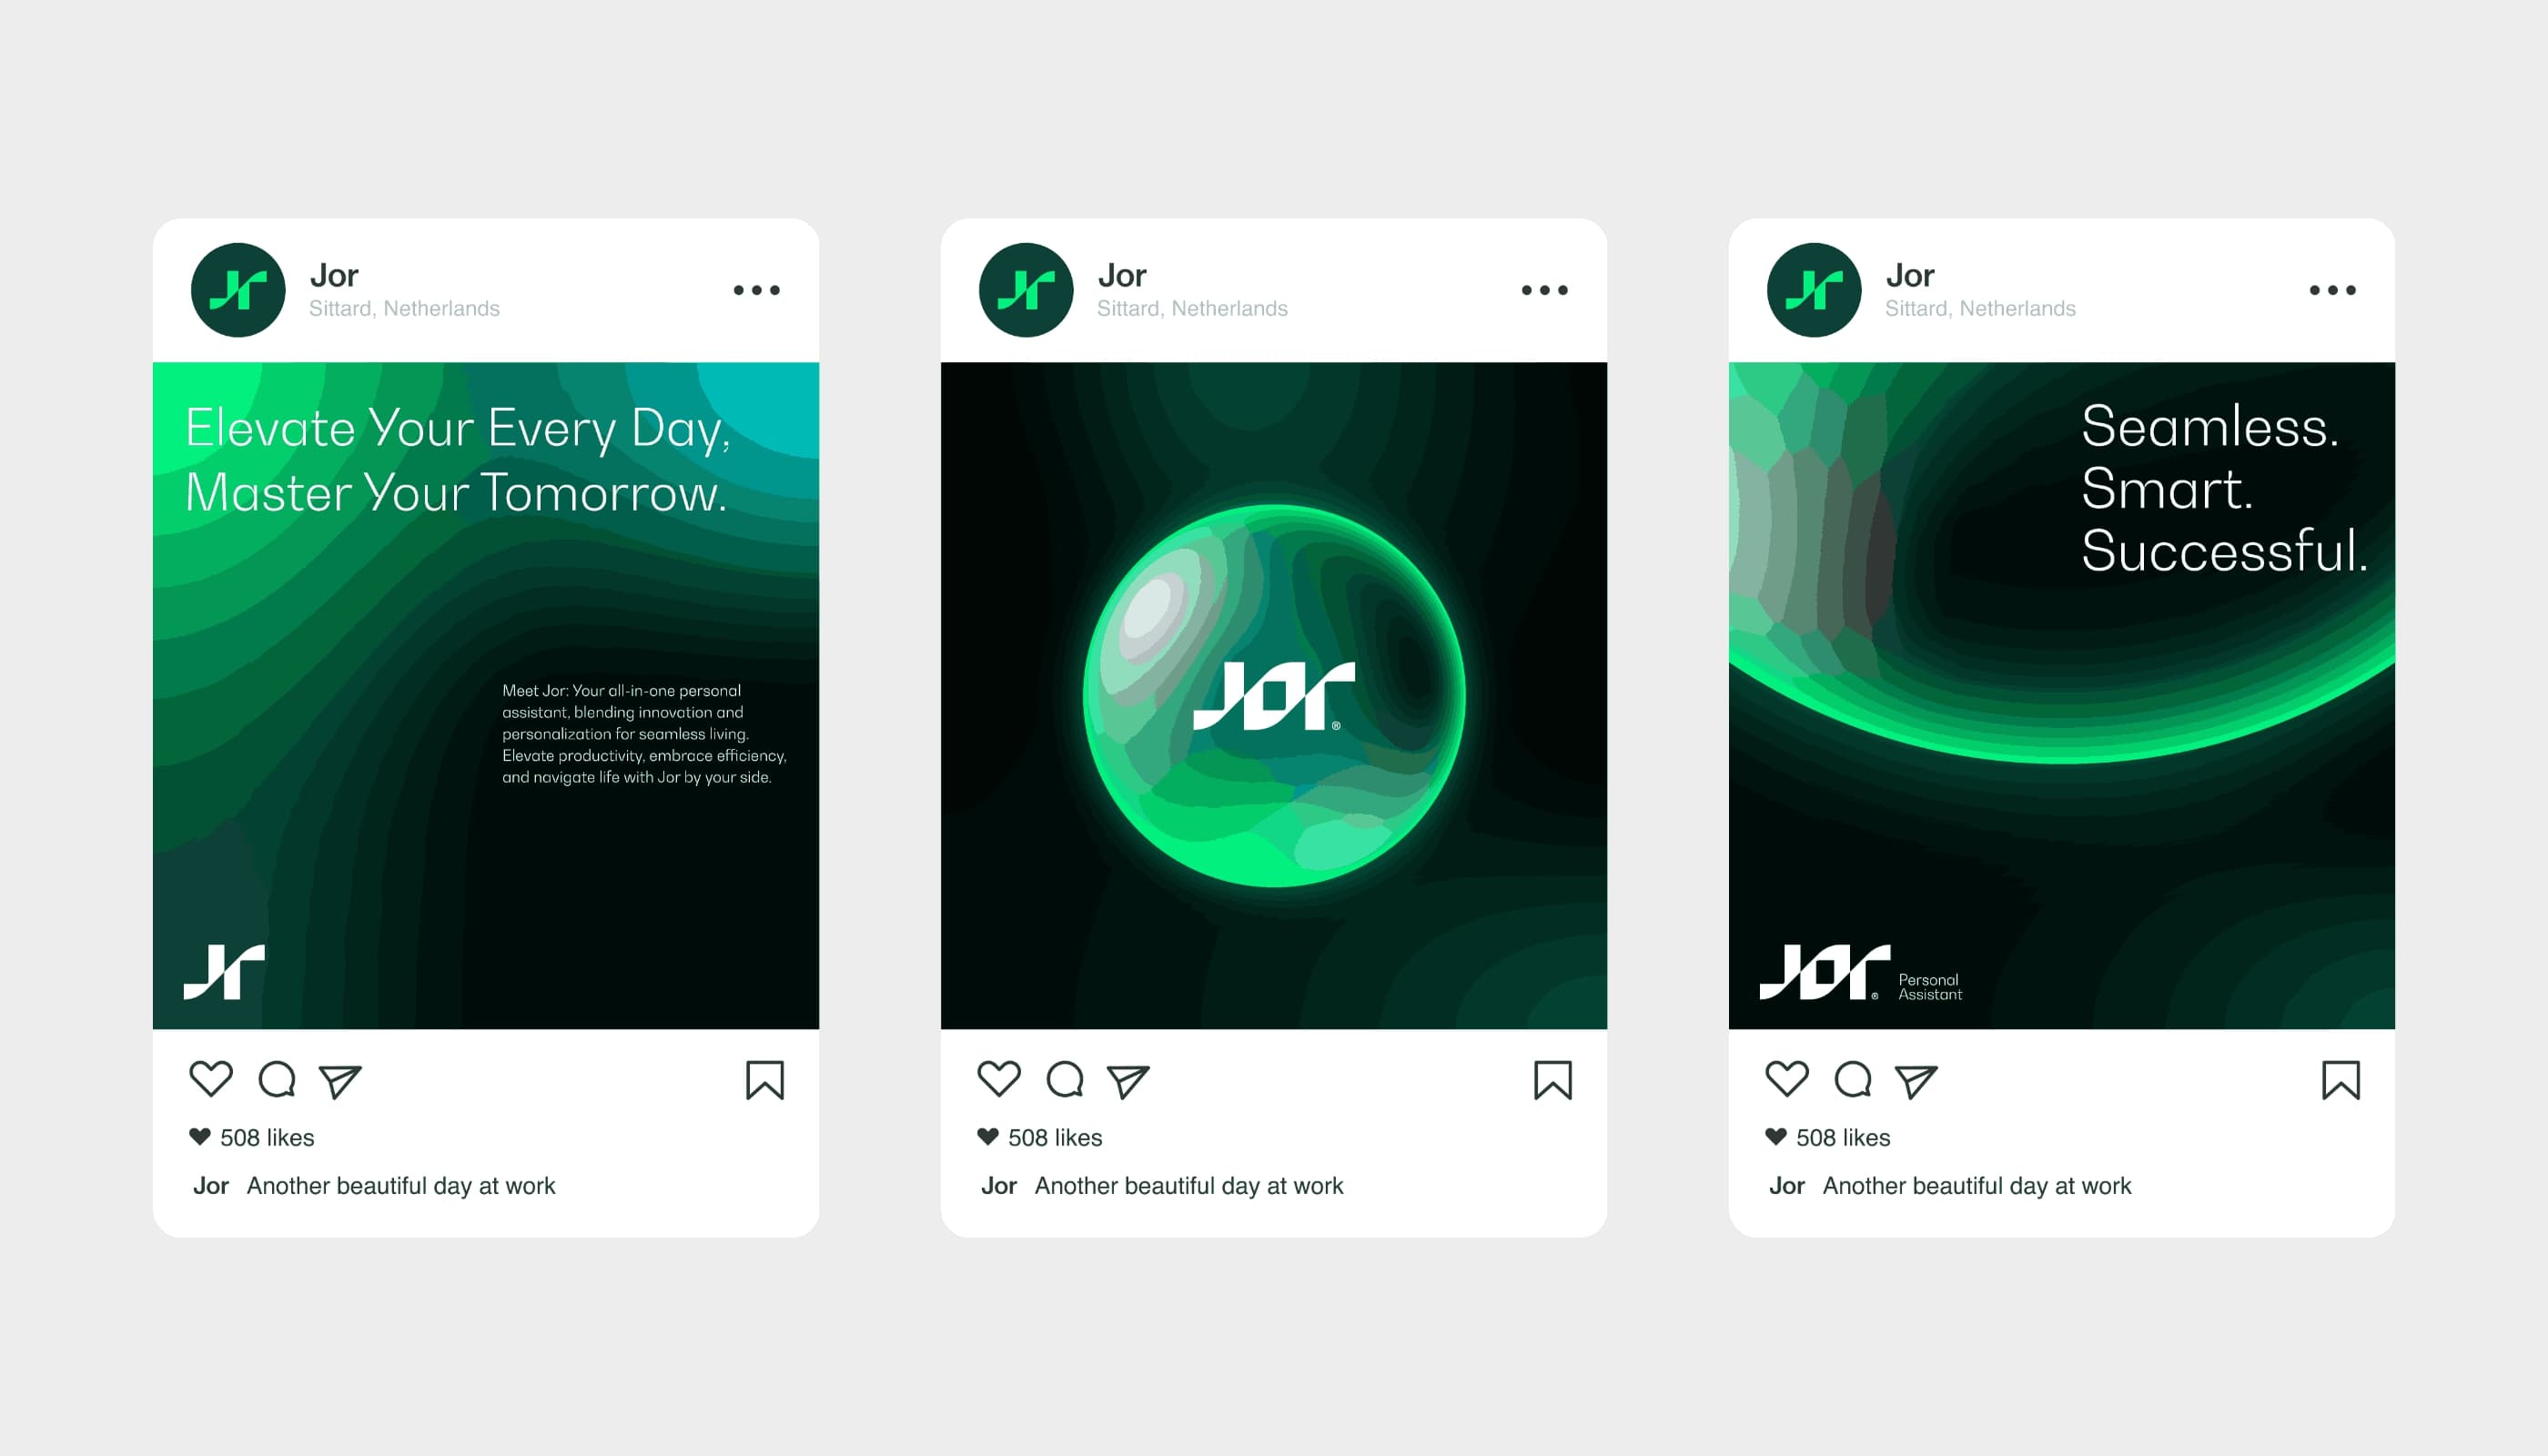 Jor
Sittard, Netherlands
Elevate Your Every Day,
Master Your Tomorrow.
Meet Jor: Your all-in-one personal
assistant, blending innovation and
personalization for seamless living.
Elevate productivity, embrace efficiency,
and navigate life with Jor by your side.
Jr
508 likes
Jor Another beautiful day at work
Jr
Jor
Sittard, Netherlands
Jor®
508 likes
Jor Another beautiful day at work
Jr
Jor
Sittard, Netherlands
Seamless.
Smart.
Successful.
Jor®
Personal
Assistant
508 likes
Jor Another beautiful day at work